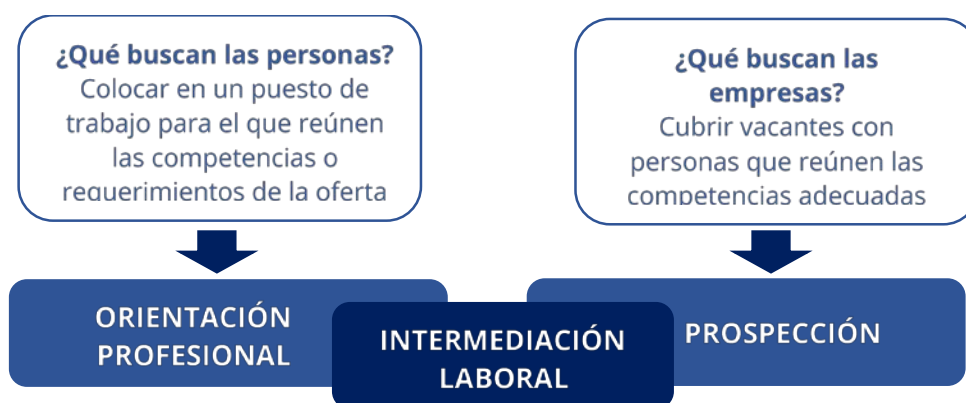 ¿Qué buscan las personas?
Colocar en un puesto de
trabajo para el que reúnen
las competencias o
requerimientos de la oferta
¿Qué buscan las
empresas?
Cubrir vacantes con
personas que reúnen las
competencias adecuadas
ORIENTACIÓN
PROFESIONAL
INTERMEDIACIÓN
LABORAL
PROSPECCIÓN